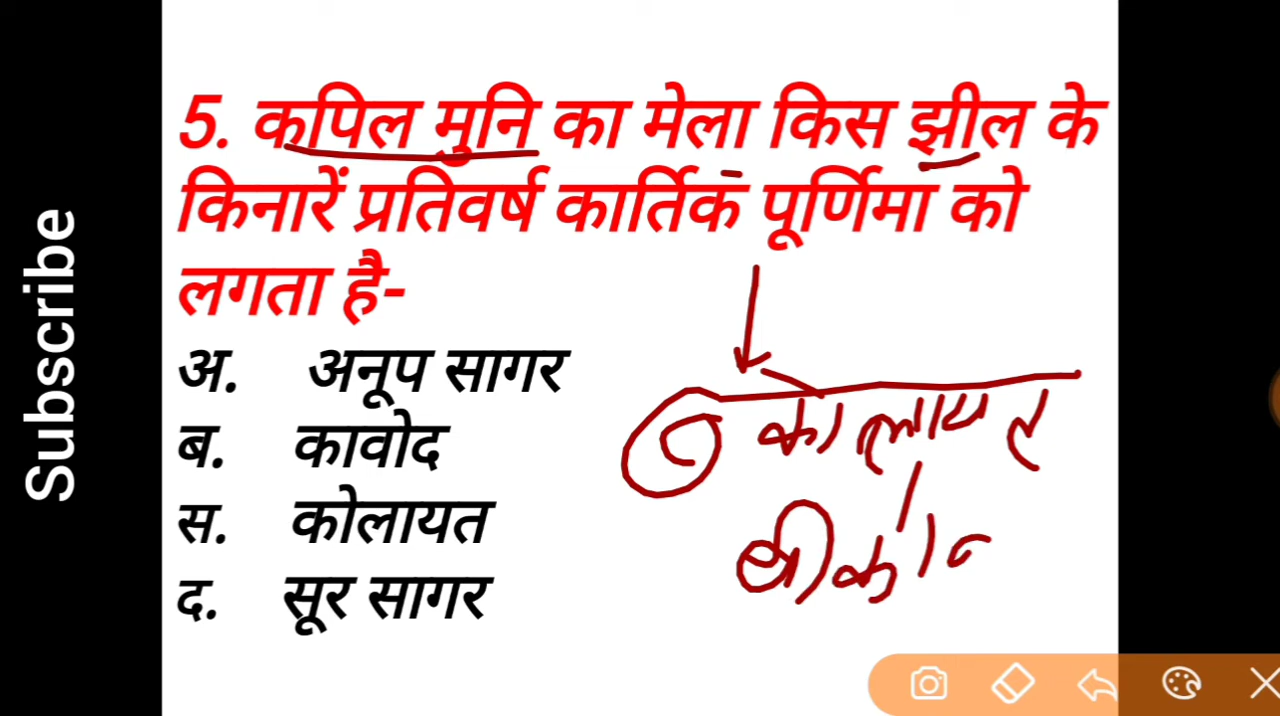 5. कपिल मुनि का मेला किस झील के
किनारें प्रतिवर्ष कार्तिक पूर्णिमा को
लगता है-
अ. अनूप सागर
ब. कावोद
स. कोलायत
द. सूर सागर
कोलायत
Subscribe